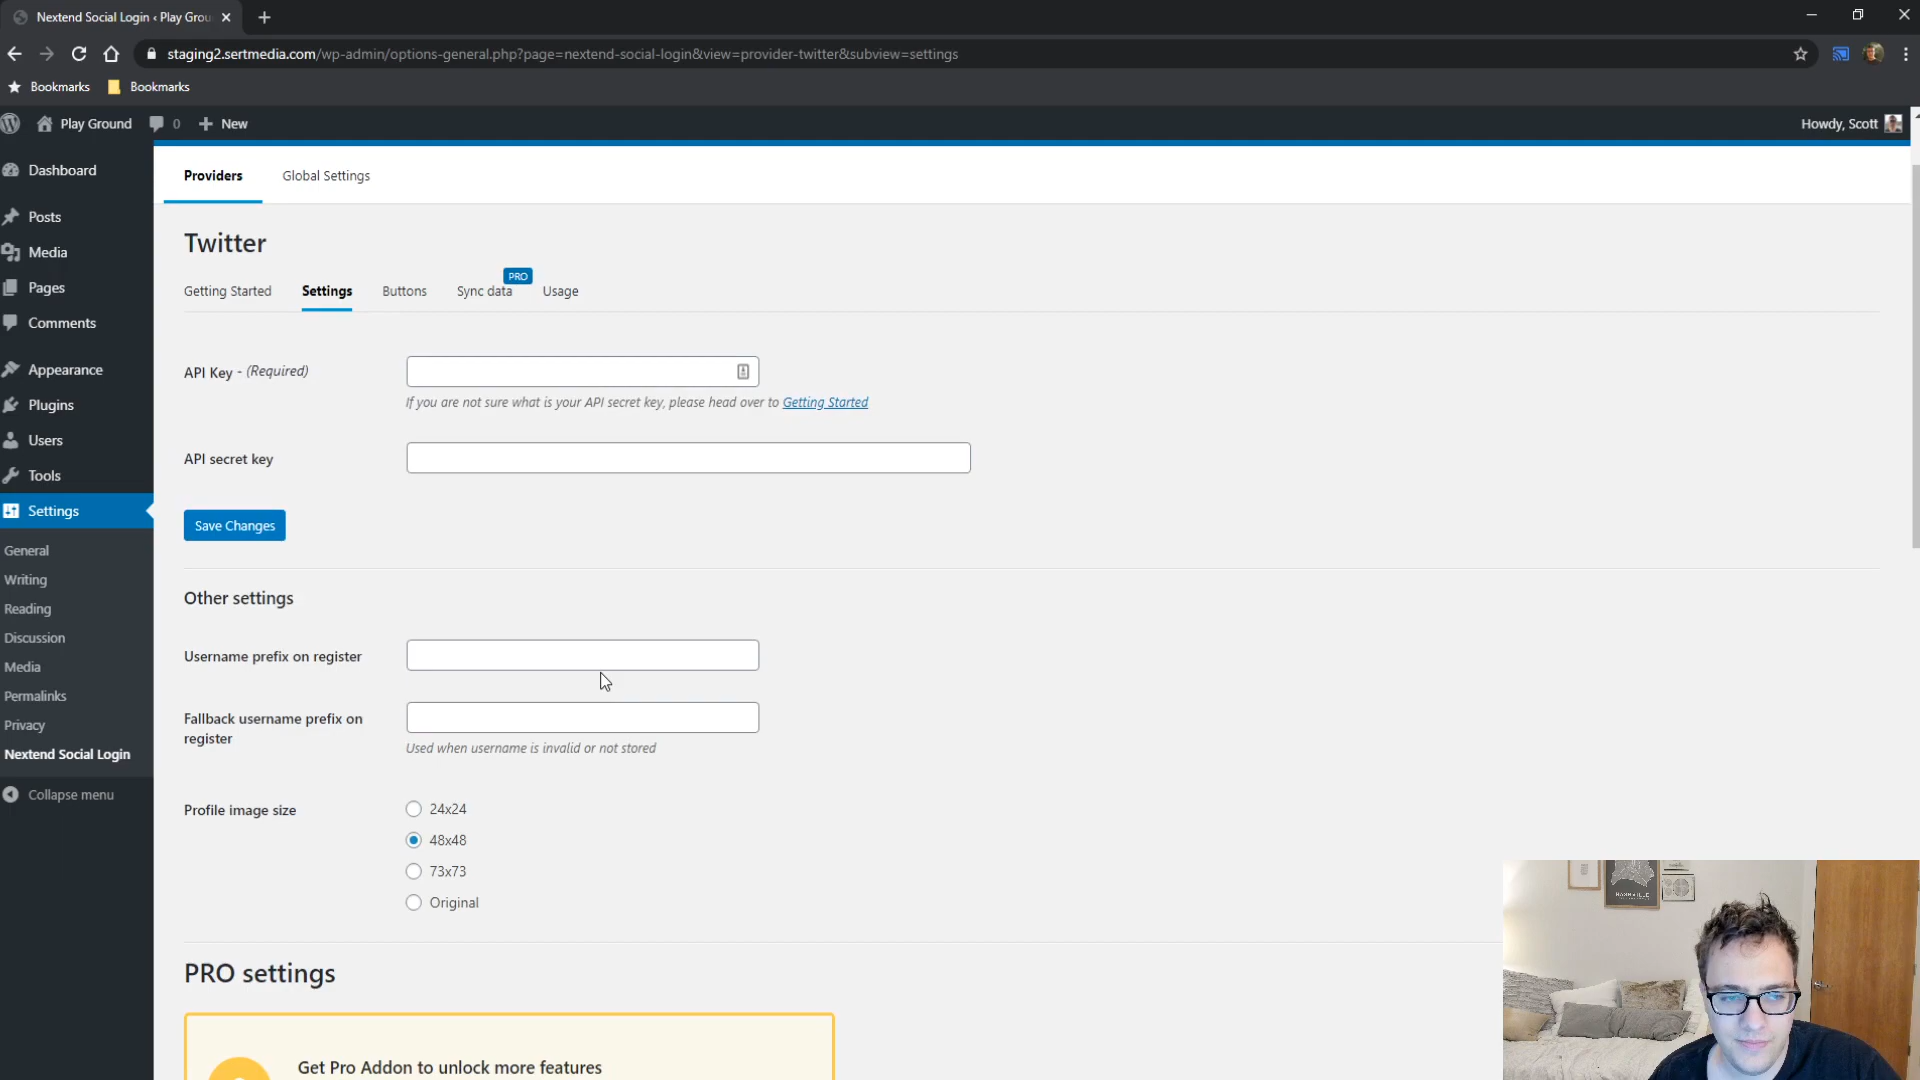 Nextend Social Login ‹ Play Grou
staging2.sertmedia.com/wp-admin/options-general.php?page=nextend-social-login&view=provider-twitter&subview=settings
Bookmarks
Bookmarks
Play Ground
0
New
Howdy, Scott
Dashboard
Posts
Media
Pages
Comments
Appearance
Plugins
Users
Tools
Settings
General
Writing
Reading
Discussion
Media
Permalinks
Privacy
Nextend Social Login
Collapse menu
Providers
Global Settings
Twitter
Getting Started
Settings
Buttons
Sync data
PRO
Usage
API Key - (Required)
If you are not sure what is your API secret key, please head over to Getting Started
API secret key
Save Changes
Other settings
Username prefix on register
Fallback username prefix on
register
Used when username is invalid or not stored
Profile image size
24x24
48x48
73x73
Original
PRO settings
Get Pro Addon to unlock more features
NASHVILLE